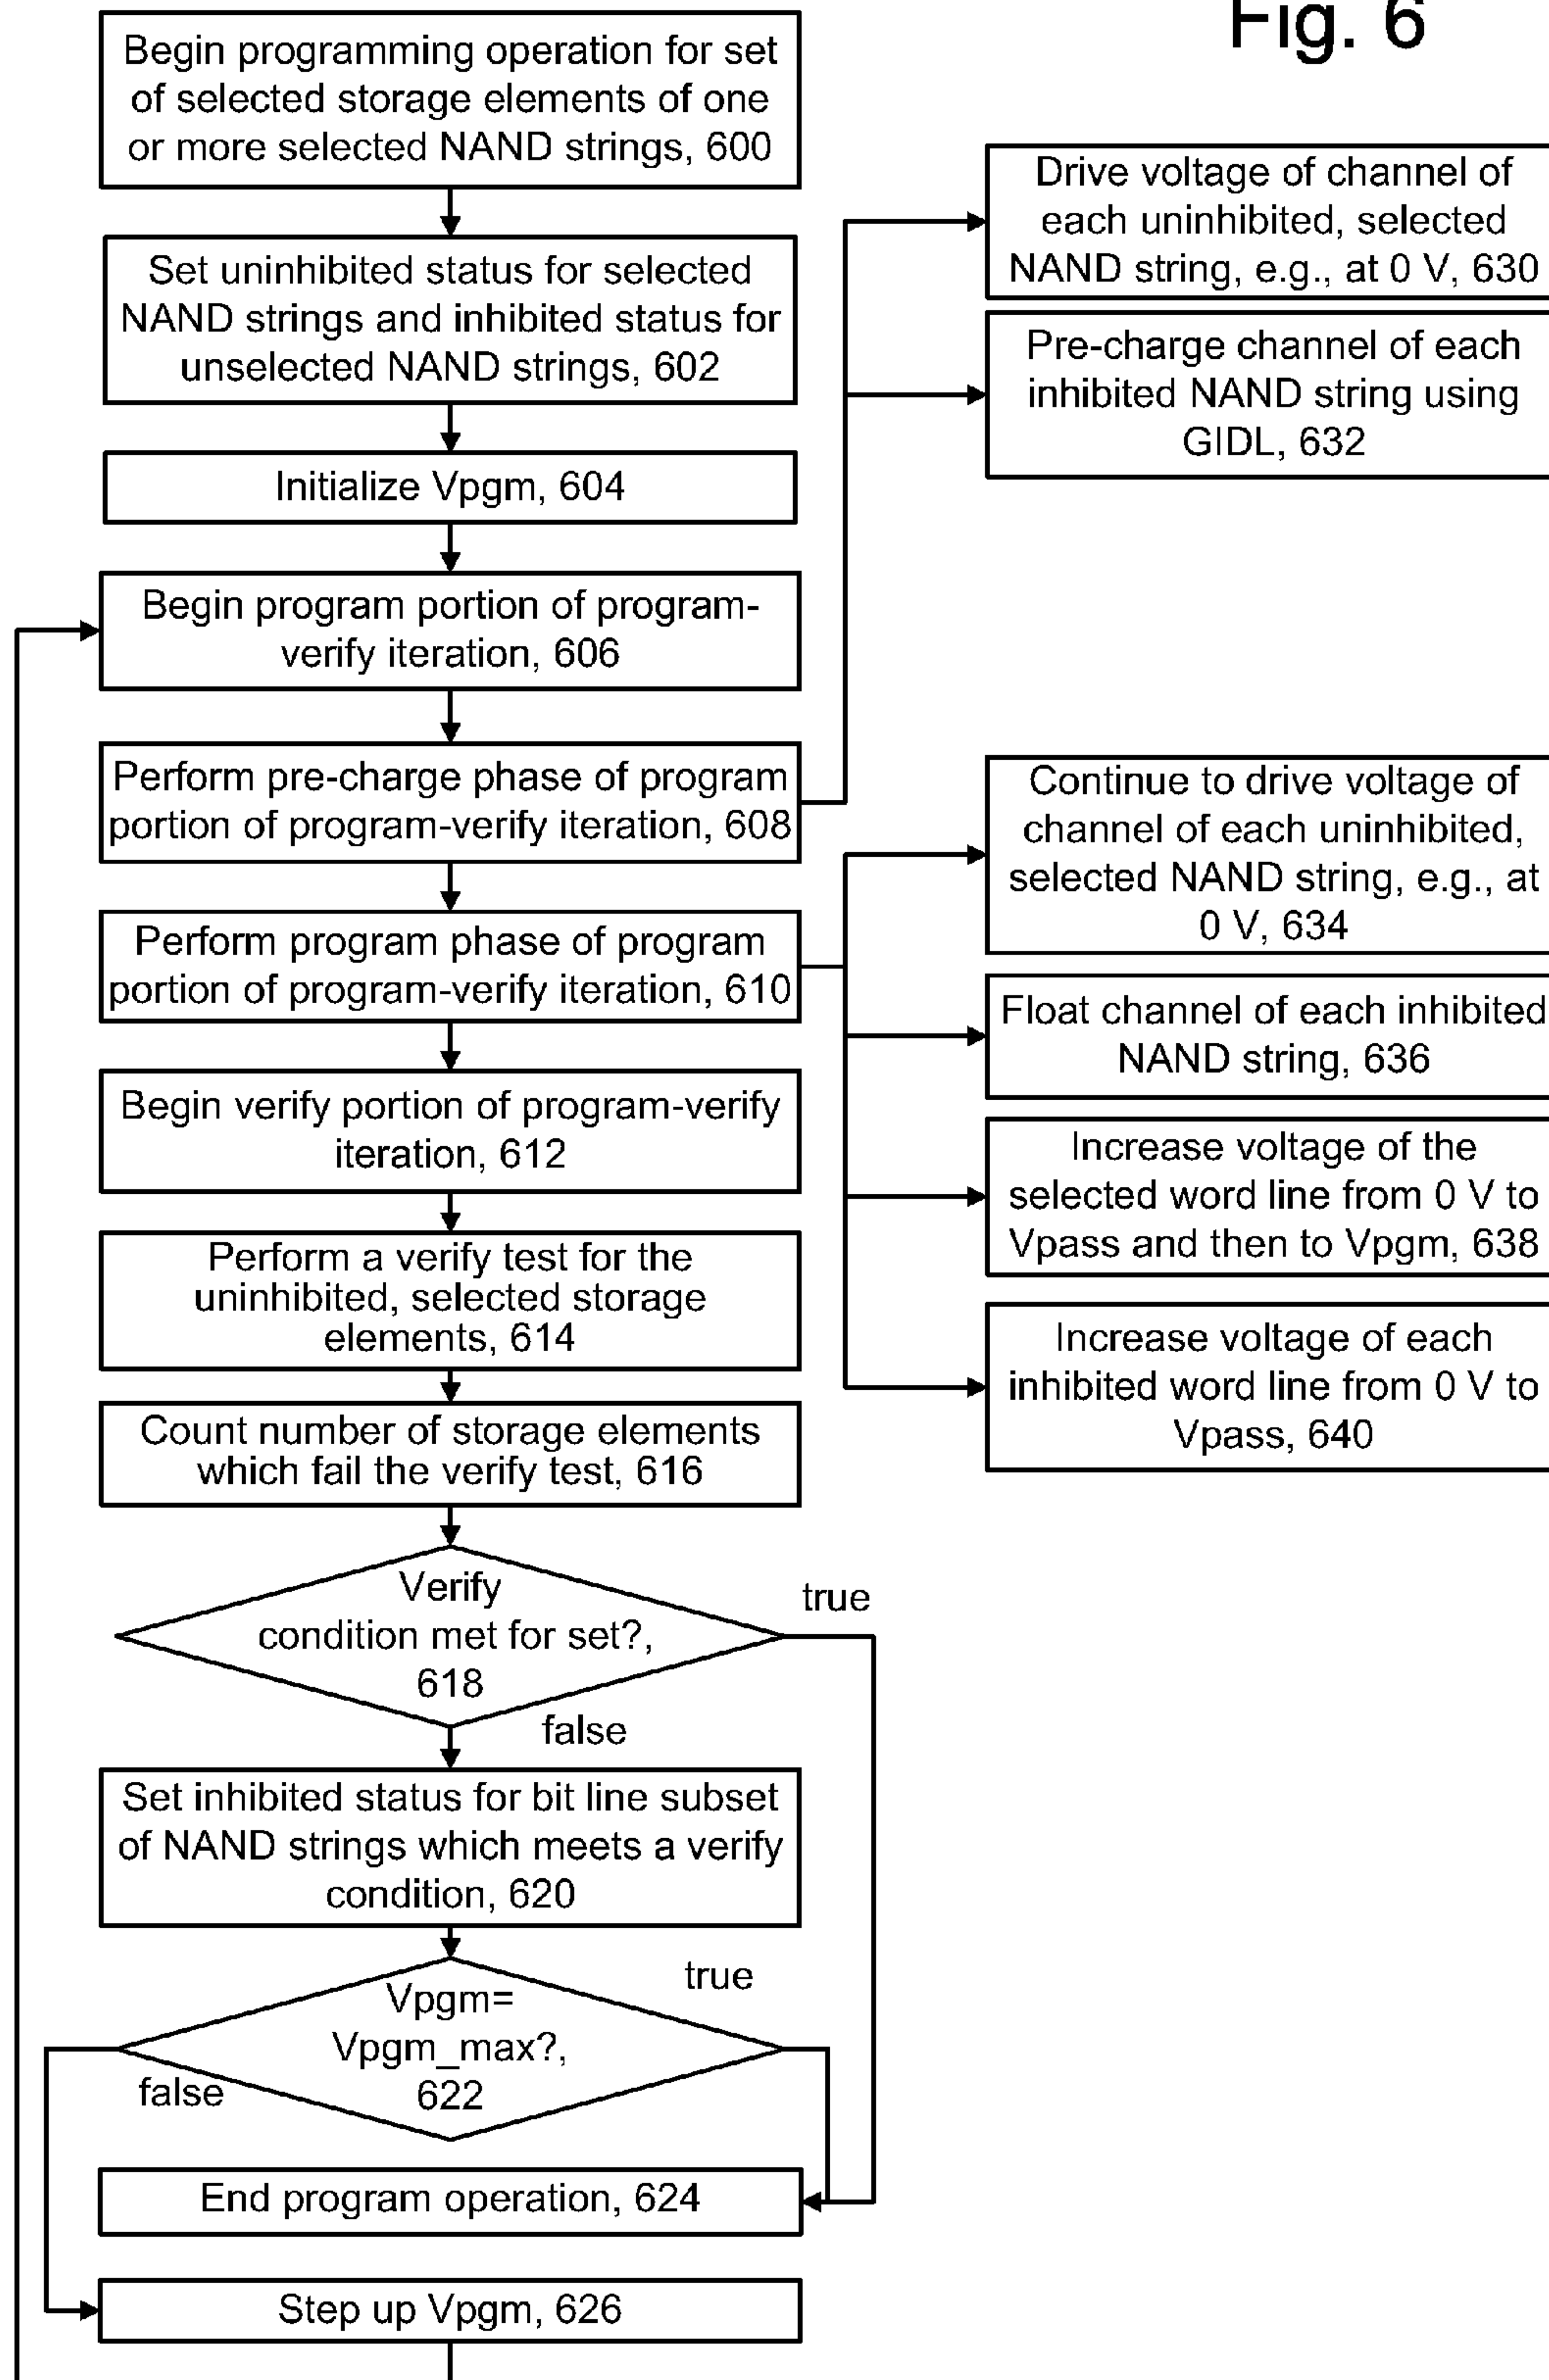 Fig. 6
Begin programming operation for set
of selected storage elements of one
or more selected NAND strings, 600
Set uninhibited status for selected
NAND strings and inhibited status for
unselected NAND strings, 602
Initialize Vpgm, 604
Begin program portion of program-
verify iteration, 606
Perform pre-charge phase of program
portion of program-verify iteration, 608
Perform program phase of program
portion of program-verify iteration, 610
Begin verify portion of program-verify
iteration, 612
Perform a verify test for the
uninhibited, selected storage
elements, 614
Count number of storage elements
which fail the verify test, 616
Verify
condition met for set?,
618
true
false
Set inhibited status for bit line subset
of NAND strings which meets a verify
condition, 620
Vpgm=
Vpgm_max?,
622
true
false
End program operation, 624
Step up Vpgm, 626
Drive voltage of channel of
each uninhibited, selected
NAND string, e.g., at 0 V, 630
Pre-charge channel of each
inhibited NAND string using
GIDL, 632
Continue to drive voltage of
channel of each uninhibited,
selected NAND string, e.g., at
0 V, 634
Float channel of each inhibited
NAND string, 636
Increase voltage of the
selected word line from 0 V to
Vpass and then to Vpgm, 638
Increase voltage of each
inhibited word line from 0 V to
Vpass, 640